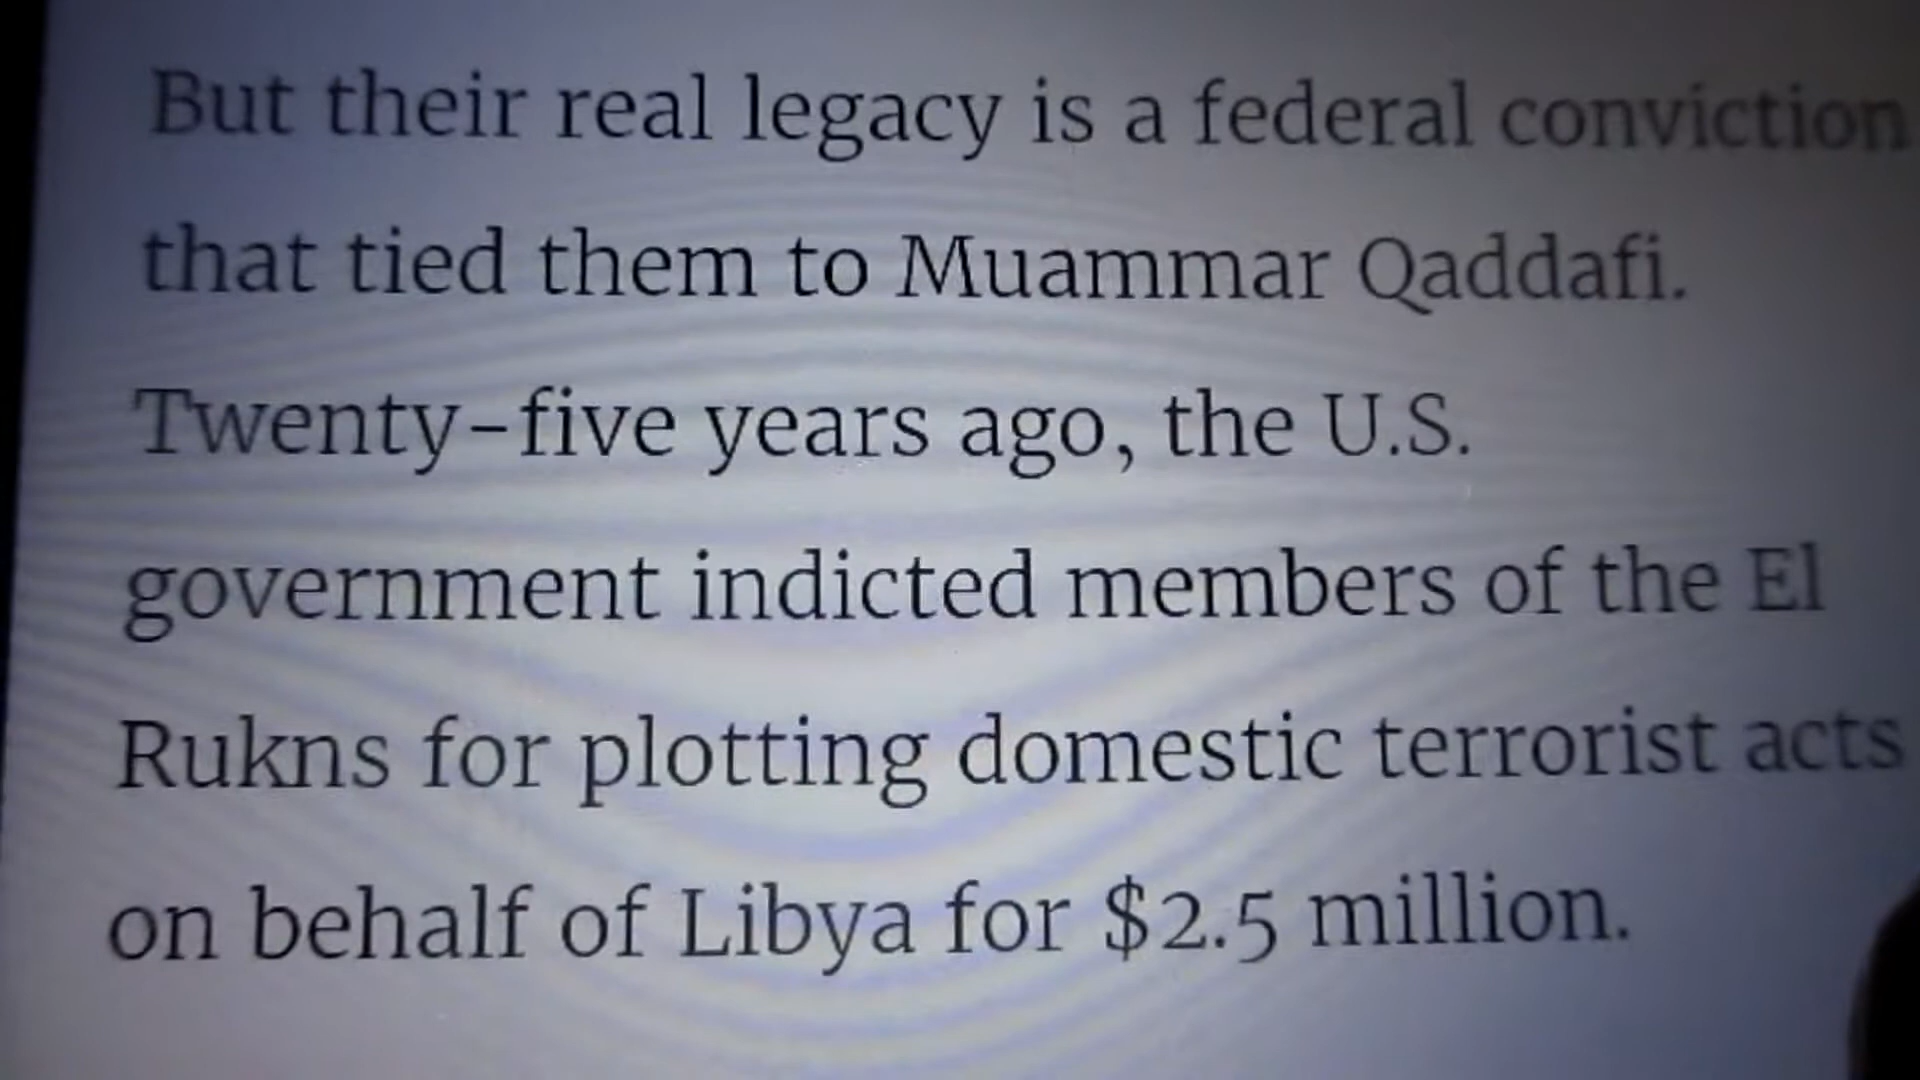 But their real legacy is a federal conviction
that tied them to Muammar Qaddafi.
Twenty-five years ago, the U.S.
government indicted members of the El
Rukns for plotting domestic terrorist acts
on behalf of Libya for $2.5 million.